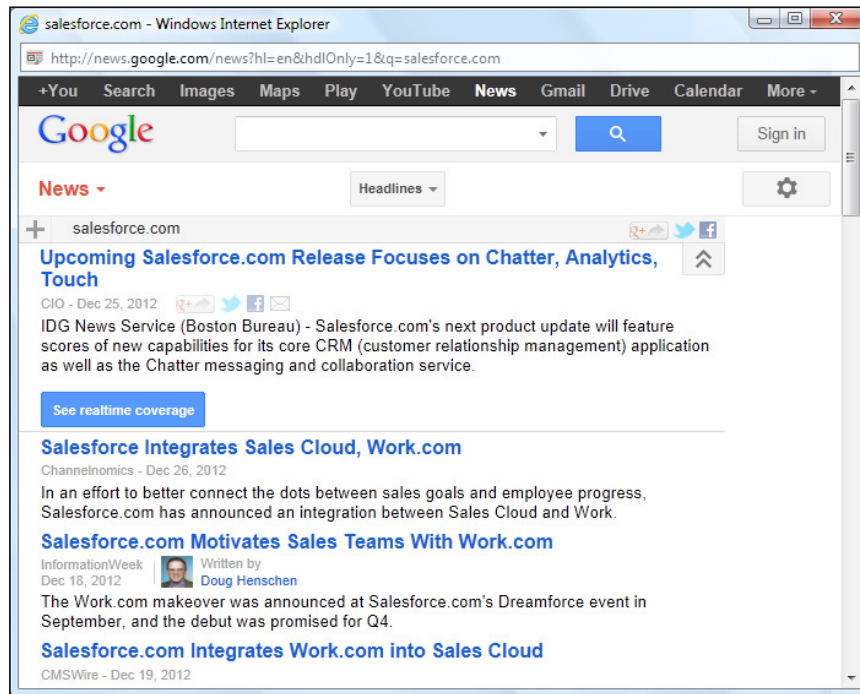 salesforce.com - Windows Internet Explorer
http://news.google.com/news?hl=en&hdlOnly=1&q=salesforce.com
+You Search Images Maps Play YouTube News Gmail Drive Calendar More
Google
Sign in
News
Headlines
salesforce.com
Upcoming Salesforce.com Release Focuses on Chatter, Analytics,
Touch
CIO - Dec 25, 2012
IDG News Service (Boston Bureau) - Salesforce.com's next product update will feature
scores of new capabilities for its core CRM (customer relationship management) application
as well as the Chatter messaging and collaboration service.
See realtime coverage
Salesforce Integrates Sales Cloud, Work.com
Channelnomics - Dec 26, 2012
In an effort to better connect the dots between sales goals and employee progress,
Salesforce.com has announced an integration between Sales Cloud and Work.
Salesforce.com Motivates Sales Teams With Work.com
InformationWeek
Dec 18, 2012
Written by
Doug Henschen
The Work.com makeover was announced at Salesforce.com's Dreamforce event in
September, and the debut was promised for Q4.
Salesforce.com Integrates Work.com into Sales Cloud
CMSWire - Dec 19, 2012